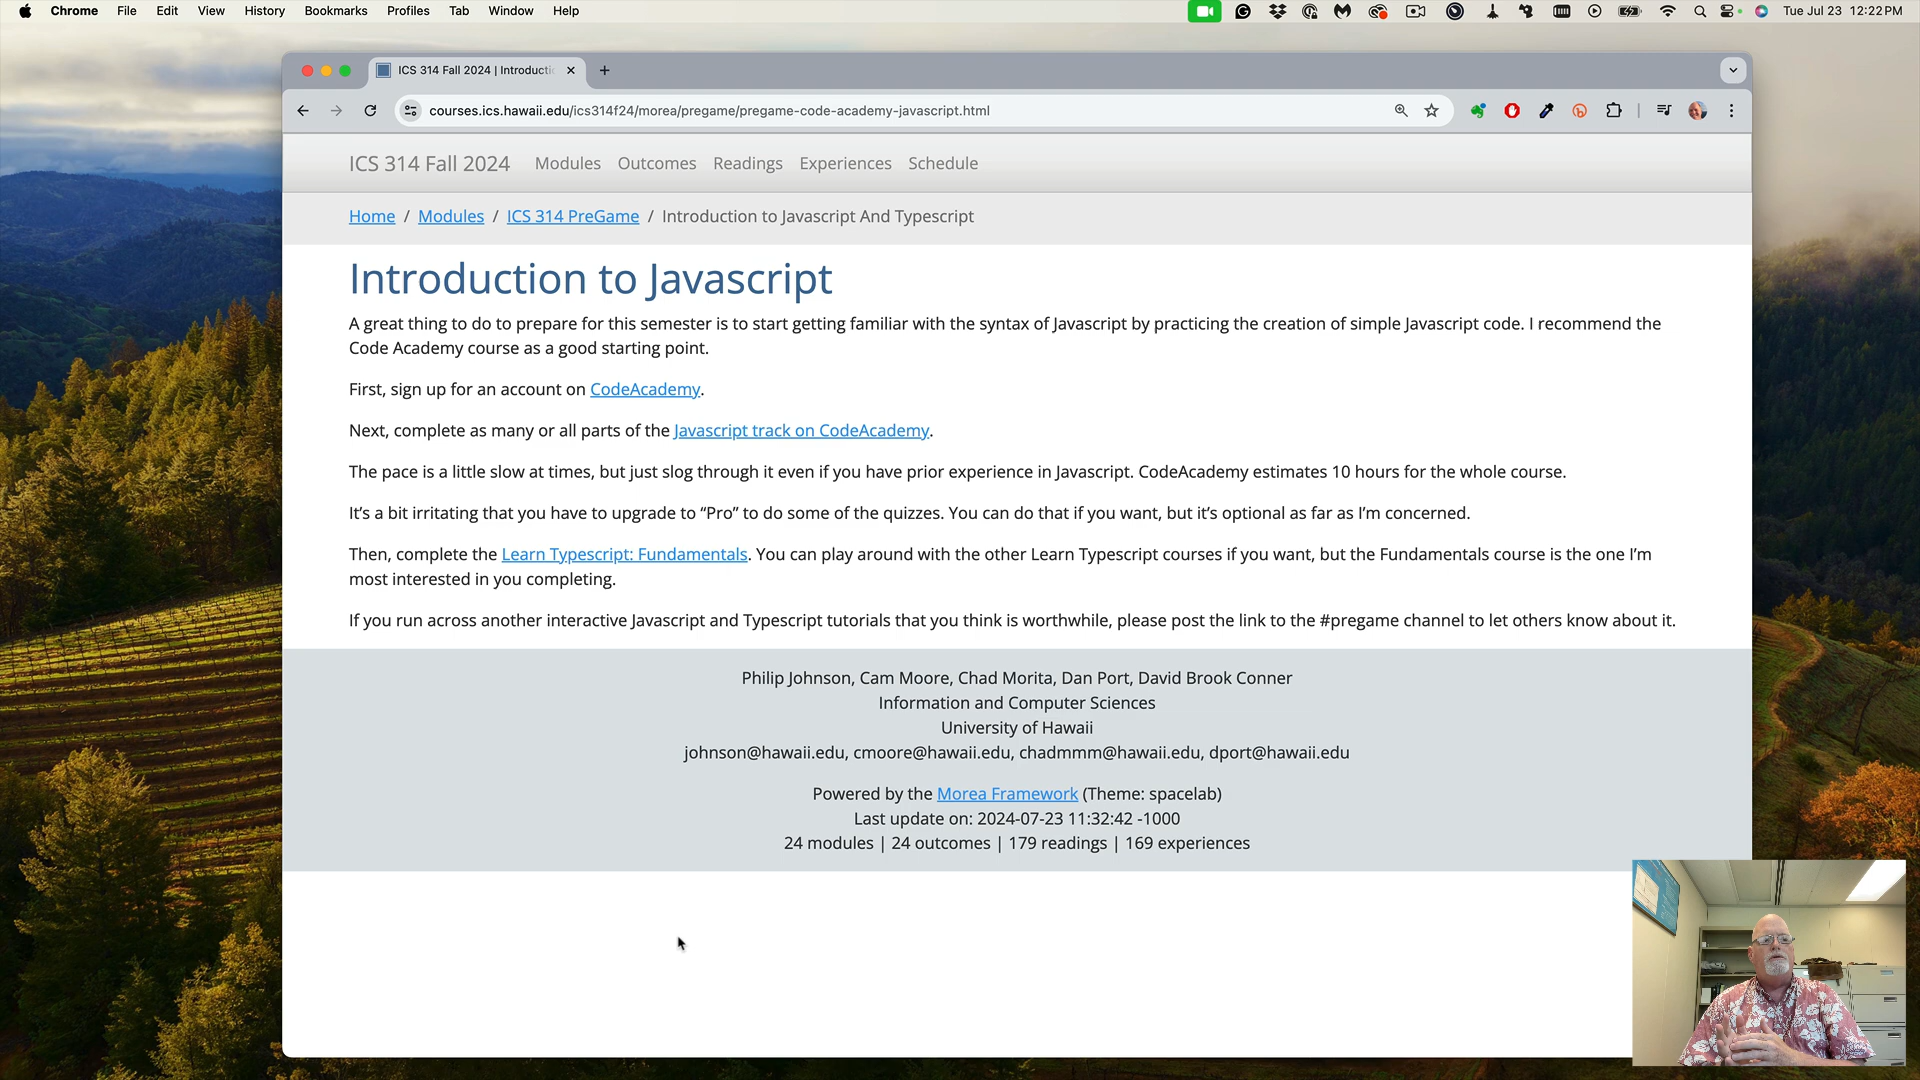 Chrome File Edit View History Bookmarks Profiles Tab Window Help
Tue Jul 23 12:22 PM
ICS 314 Fall 2024 | Introducti
courses.ics.hawaii.edu/ics314f24/morea/pregame/pregame-code-academy-javascript.html
ICS 314 Fall 2024 Modules Outcomes Readings Experiences Schedule
Home / Modules / ICS 314 PreGame / Introduction to Javascript And Typescript
Introduction to Javascript
A great thing to do to prepare for this semester is to start getting familiar with the syntax of Javascript by practicing the creation of simple Javascript code. I recommend the
Code Academy course as a good starting point.
First, sign up for an account on CodeAcademy.
Next, complete as many or all parts of the Javascript track on CodeAcademy.
The pace is a little slow at times, but just slog through it even if you have prior experience in Javascript. CodeAcademy estimates 10 hours for the whole course.
It’s a bit irritating that you have to upgrade to “Pro” to do some of the quizzes. You can do that if you want, but it’s optional as far as I’m concerned.
Then, complete the Learn Typescript: Fundamentals. You can play around with the other Learn Typescript courses if you want, but the Fundamentals course is the one I’m
most interested in you completing.
If you run across another interactive Javascript and Typescript tutorials that you think is worthwhile, please post the link to the #pregame channel to let others know about it.
Philip Johnson, Cam Moore, Chad Morita, Dan Port, David Brook Conner
Information and Computer Sciences
University of Hawaii
johnson@hawaii.edu, cmoore@hawaii.edu, chadmmm@hawaii.edu, dport@hawaii.edu
Powered by the Morea Framework (Theme: spacelab)
Last update on: 2024-07-23 11:32:42 -1000
24 modules | 24 outcomes | 179 readings | 169 experiences